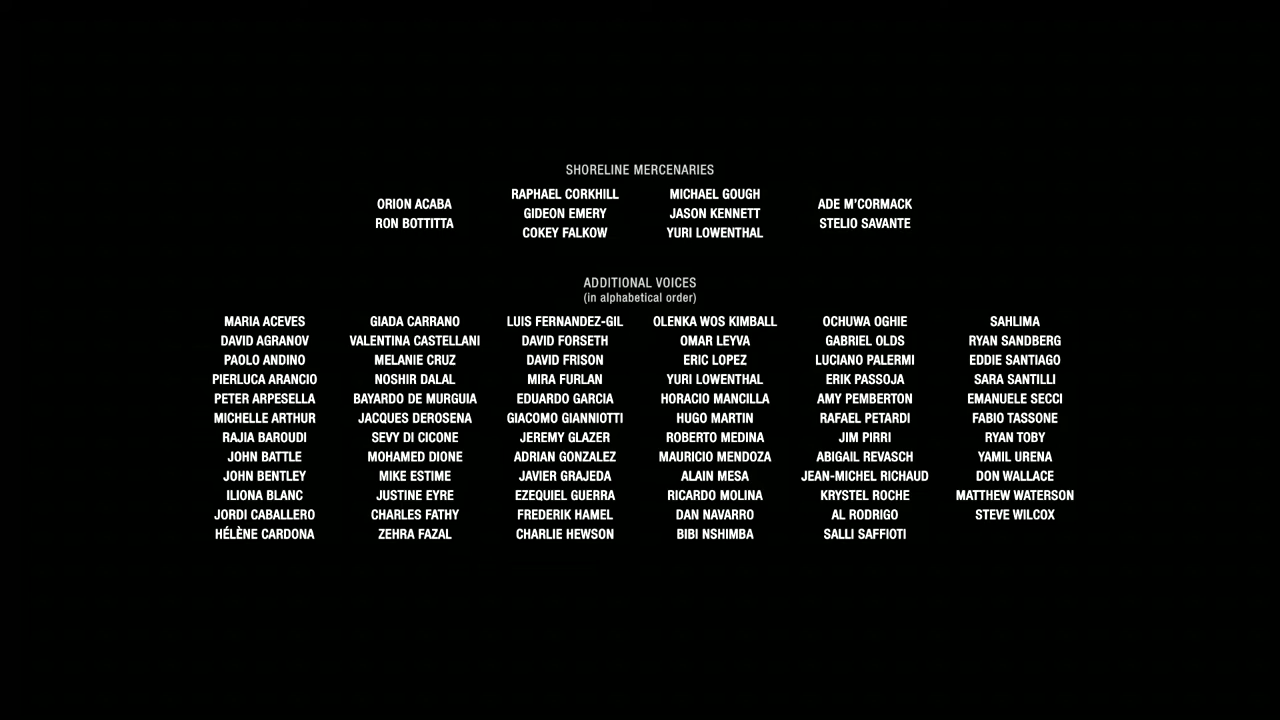 SHORELINE MERCENARIES
ORION ACABA
RON BOTTITTA
RAPHAEL CORKHILL
GIDEON EMERY
COKEY FALKOW
MICHAEL GOUGH
JASON KENNETT
YURI LOWENTHAL
ADE M'CORMACK
STELIO SAVANTE
ADDITIONAL VOICES
(in alphabetical order)
MARIA ACEVES
DAVID AGRANOV
PAOLO ANDINO
PIERLUCA ARANCIO
PETER ARPESELLA
MICHELLE ARTHUR
RAJIA BAROUDI
JOHN BATTLE
JOHN BENTLEY
ILIONA BLANC
JORDI CABALLERO
HÉLÈNE CARDONA
GIADA CARRANO
VALENTINA CASTELLANI
MELANIE CRUZ
NOSHIR DALAL
BAYARDO DE MURGUIA
JACQUES DEROSENA
SEVY DI CICONE
MOHAMED DIONE
MIKE ESTIME
JUSTINE EYRE
CHARLES FATHY
ZEHRA FAZAL
LUIS FERNANDEZ-GIL
DAVID FORSETH
DAVID FRISON
MIRA FURLAN
EDUARDO GARCIA
GIACOMO GIANNIOTTI
JEREMY GLAZER
ADRIAN GONZALEZ
JAVIER GRAJEDA
EZEQUIEL GUERRA
FREDERIK HAMEL
CHARLIE HEWSON
OLENKA WOS KIMBALL
OMAR LEYVA
ERIC LOPEZ
YURI LOWENTHAL
HORACIO MANCILLA
HUGO MARTIN
ROBERTO MEDINA
MAURICIO MENDOZA
ALAIN MESA
RICARDO MOLINA
DAN NAVARRO
BIBI NSHIMBA
OCHUWA OGHIE
GABRIEL OLDS
LUCIANO PALERMI
ERIK PASSOJA
AMY PEMBERTON
RAFAEL PETARDI
JIM PIRRI
ABIGAIL REVASCH
JEAN-MICHEL RICHAUD
KRYSTEL ROCHE
AL RODRIGO
SALLI SAFFIOTI
SAHLIMA
RYAN SANDBERG
EDDIE SANTIAGO
SARA SANTILLI
EMANUELE SECCI
FABIO TASSONE
RYAN TOBY
YAMIL URENA
DON WALLACE
MATTHEW WATERSON
STEVE WILCOX